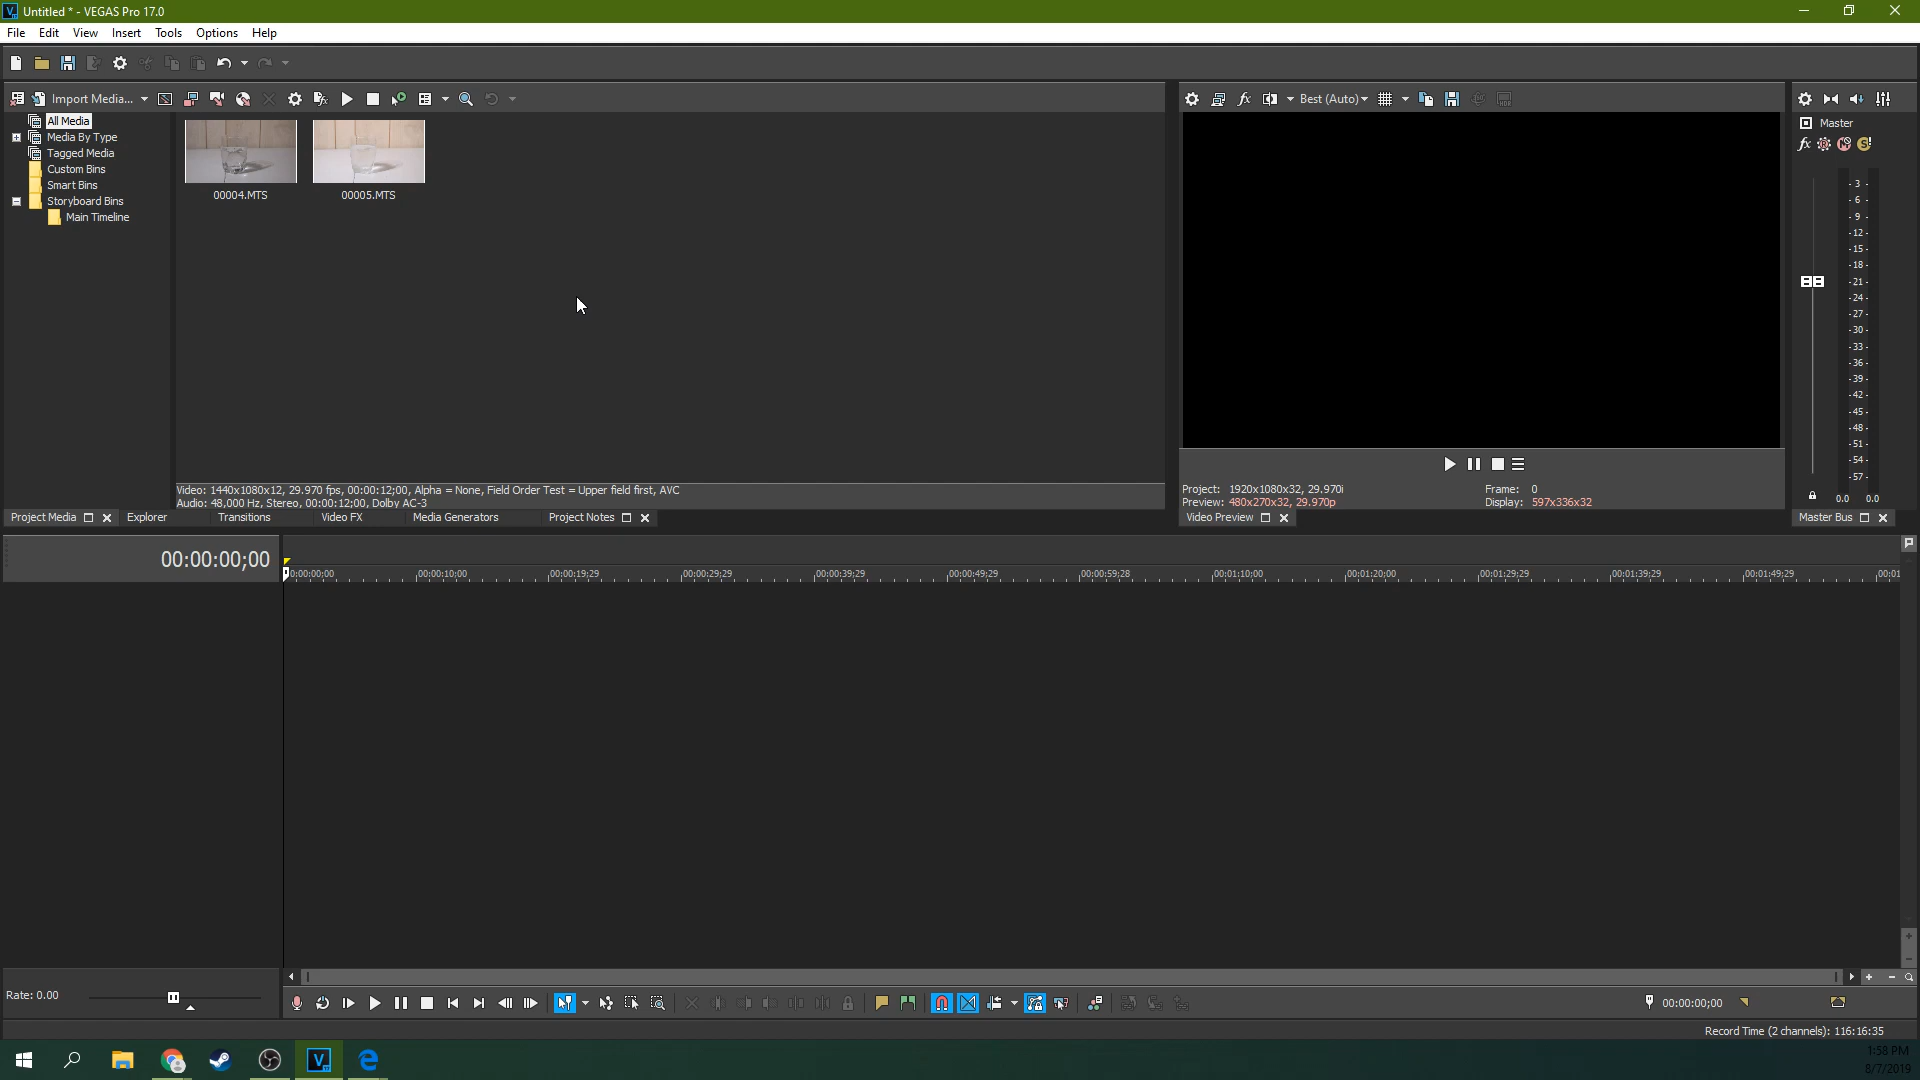 Untitled * - VEGAS Pro 17.0
File Edit View Insert Tools Options Help
Import Media...
Best (Auto)
All Media
Media By Type
Tagged Media
Custom Bins
Smart Bins
Storyboard Bins
Main Timeline
00004.MTS 00005.MTS
Video: 1440x1080x12, 29.970 fps, 00:00:12;00, Alpha = None, Field Order Test = Upper field first, AVC
Audio: 48,000 Hz, Stereo, 00:00:12;00, Dolby AC-3
Project Media Explorer Transitions Video FX Media Generators Project Notes
Project: 1920x1080x32, 29.970i Frame: 0
Preview: 480x270x32, 29.970p Display: 597x336x32
Video Preview
Master
- 3 -
- 6 -
- 9 -
-12-
-15-
-18-
-21-
-24-
-27-
-30-
-33-
-36-
-39-
-42-
-45-
-48-
-51-
-54-
-57-
0.0 0.0
Master Bus
00:00:00;00
0:00:00;00 00:00:10;00 00:00:19;29 00:00:29;29 00:00:39;29 00:00:49;29 00:00:59;28 00:01:10;00 00:01:20;00 00:01:29;29 00:01:39;29 00:01:49;29 00:01
Rate: 0.00
00:00:00;00
Record Time (2 channels): 116:16:35
1:58 PM
8/7/2019